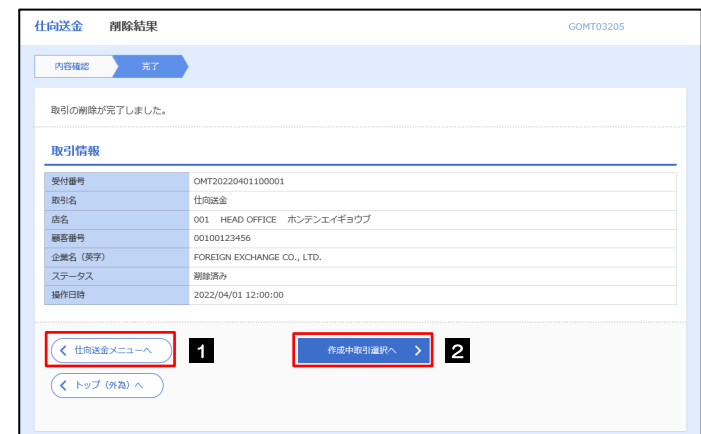 仕向送金 削除結果 GOMT03205
内容確認 完了
取引の削除が完了しました。
取引情報
受付番号 OMT20220401100001
取引名 仕向送金
店名 001 HEAD OFFICE ホンテンエイギョウブ
顧客番号 00100123456
企業名（英字） FOREIGN EXCHANGE CO., LTD.
ステータス 削除済み
操作日時 2022/04/01 12:00:00
仕向送金メニューへ 1 作成中取引選択へ 2
トップ（外為）へ